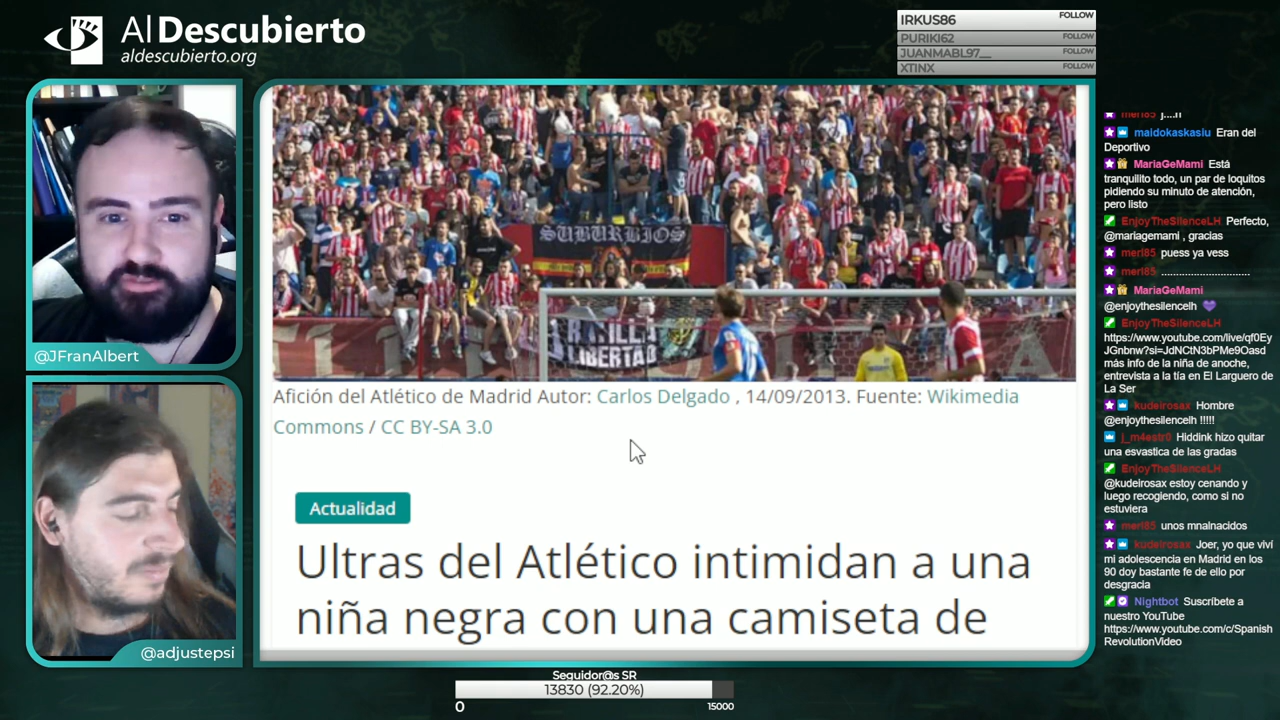 Al Descubierto
aldescubierto.org
IRKUS86 FOLLOW
PURIKI62 FOLLOW
JUANMABL97__ FOLLOW
XTINX FOLLOW
@JFranAlbert
@adjustepsi
SUBURBIOS
LIBERTAD
Afición del Atlético de Madrid Autor: Carlos Delgado , 14/09/2013. Fuente: Wikimedia
Commons / CC BY-SA 3.0
Actualidad
Ultras del Atlético intimidan a una
niña negra con una camiseta de
maidokaskasiu Eran del
Deportivo
MariaGeMami Está
tranquilito todo, un par de loquitos
pidiendo su minuto de atención,
pero listo
EnjoyTheSilenceLH Perfecto,
@mariagemami , gracias
merl85 puess ya vess
merl85 .................................
MariaGeMami
@enjoythesilencelh
EnjoyTheSilenceLH
https://www.youtube.com/live/qf0Ey
JGnbnw?si=JdNCtN3bPMe9Oasd
más info de la niña de anoche,
entrevista a la tía en El Larguero de
La Ser
kudeirosax Hombre
@enjoythesilencelh !!!!!
j_m4estr0 Hiddink hizo quitar
una esvastica de las gradas
EnjoyTheSilenceLH
@kudeirosax estoy cenando y
luego recogiendo, como si no
estuviera
merl85 unos mnalnacidos
kudeirosax Joer, yo que viví
mi adolescencia en Madrid en los
90 doy bastante fe de ello por
desgracia
Nightbot Suscríbete a
nuestro YouTube
https://www.youtube.com/c/Spanish
RevolutionVideo
Seguidor@s SR
13830 (92.20%)
0 15000